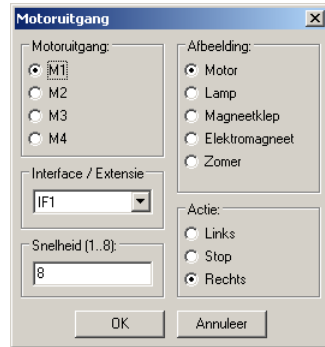 Motoruitgang
Motoruitgang:
M1
M2
M3
M4
Interface / Extensie
IF1
Snelheid (1..8):
8
Afbeelding:
Motor
Lamp
Magneetklep
Elektromagneet
Zomer
Actie:
Links
Stop
Rechts
OK
Annuleer